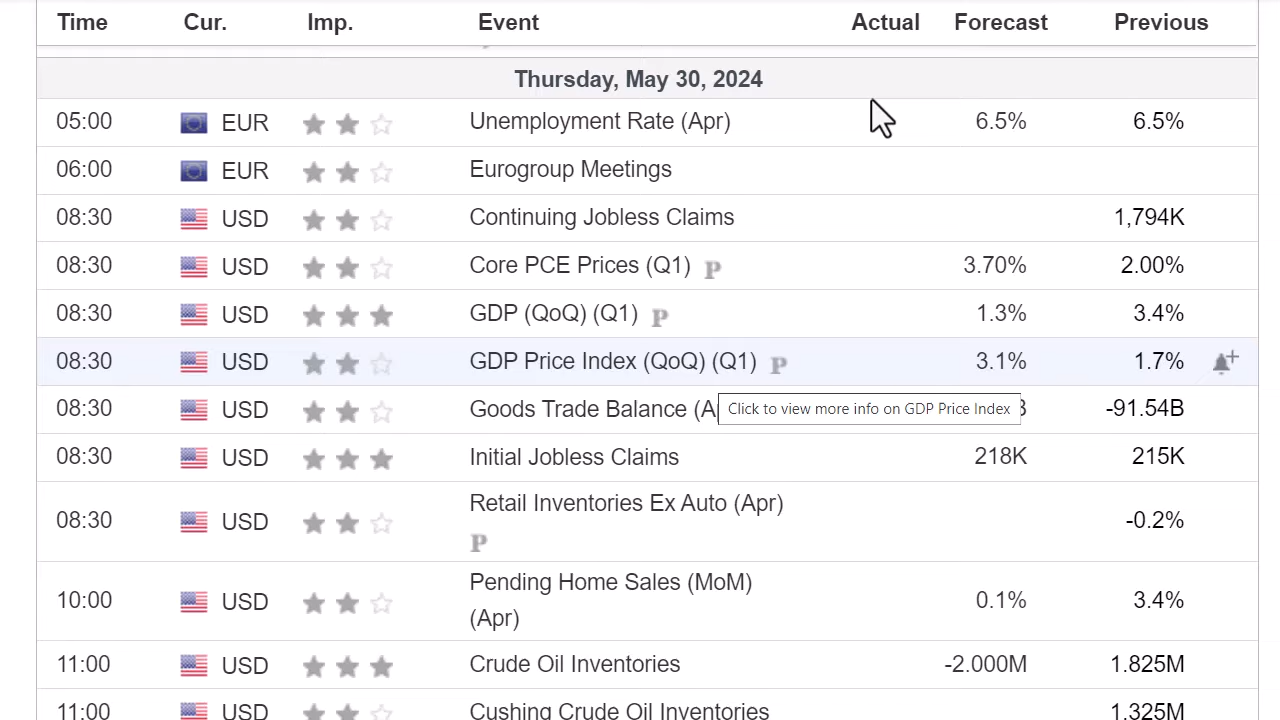 Time Cur. Imp. Event Actual Forecast Previous
Thursday, May 30, 2024
05:00 EUR Unemployment Rate (Apr) 6.5% 6.5%
06:00 EUR Eurogroup Meetings
08:30 USD Continuing Jobless Claims 1,794K
08:30 USD Core PCE Prices (Q1) P 3.70% 2.00%
08:30 USD GDP (QoQ) (Q1) P 1.3% 3.4%
08:30 USD GDP Price Index (QoQ) (Q1) P 3.1% 1.7%
08:30 USD Goods Trade Balance -91.54B
Click to view more info on GDP Price Index
08:30 USD Initial Jobless Claims 218K 215K
08:30 USD Retail Inventories Ex Auto (Apr) -0.2%
P
10:00 USD Pending Home Sales (MoM) 0.1% 3.4%
(Apr)
11:00 USD Crude Oil Inventories -2.000M 1.825M
11:00 USD Cushing Crude Oil Inventories 1.325M